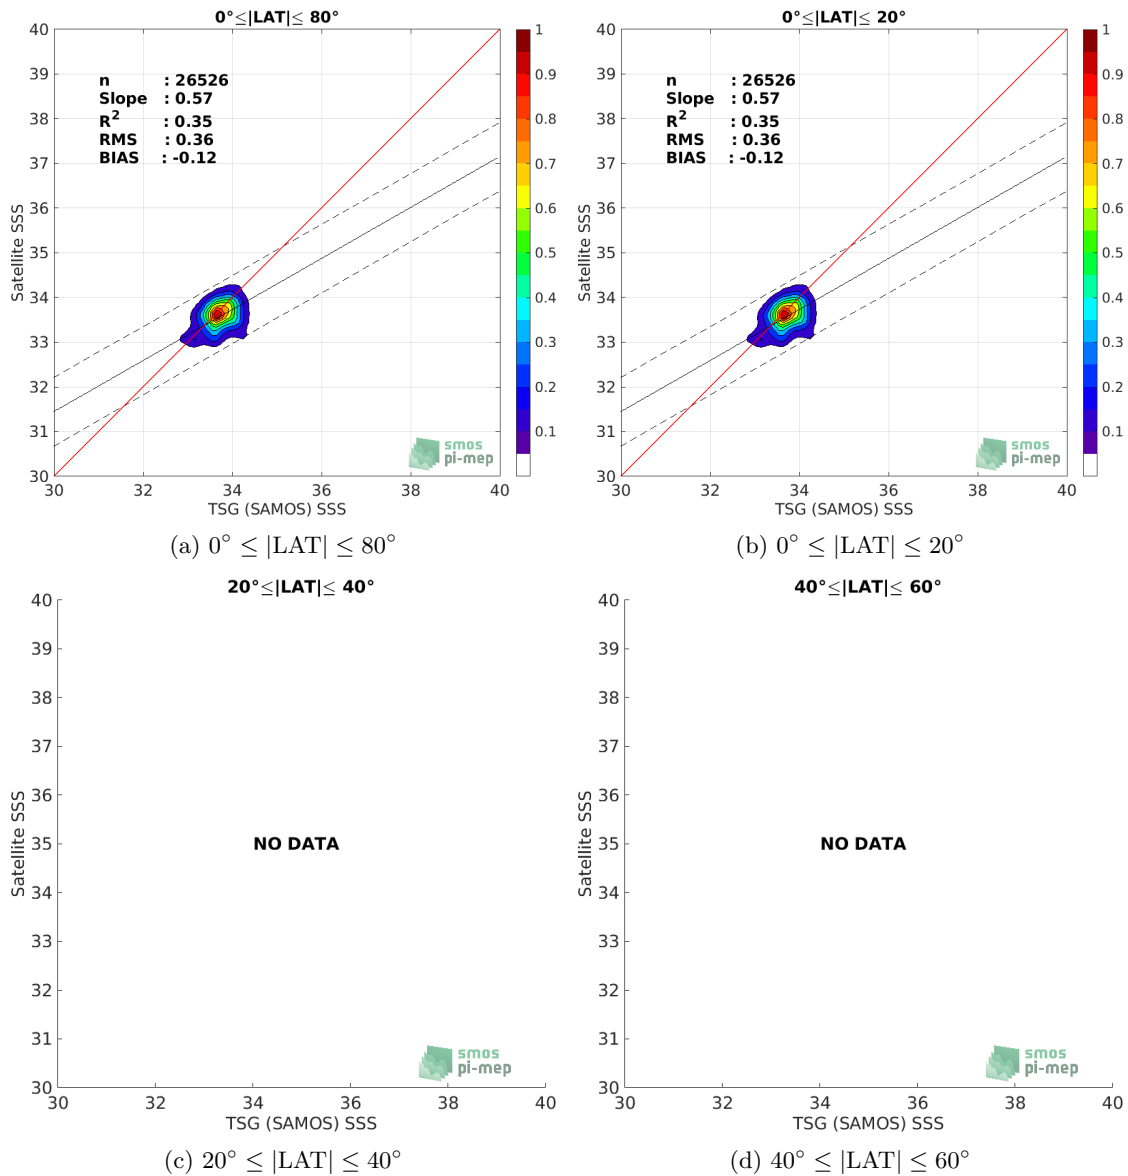 0°≤|LAT|≤ 80°
40
39
38
37
36
35
34
33
32
31
30
n : 26526
Slope : 0.57
R² : 0.35
RMS : 0.36
BIAS : -0.12
Satellite SSS
smos
pi-mep
30 32 34 36 38 40
TSG (SAMOS) SSS
1
0.9
0.8
0.7
0.6
0.5
0.4
0.3
0.2
0.1
(a) 0° ≤ |LAT| ≤ 80°
0°≤|LAT|≤ 20°
40
39
38
37
36
35
34
33
32
31
30
n : 26526
Slope : 0.57
R² : 0.35
RMS : 0.36
BIAS : -0.12
Satellite SSS
smos
pi-mep
30 32 34 36 38 40
TSG (SAMOS) SSS
1
0.9
0.8
0.7
0.6
0.5
0.4
0.3
0.2
0.1
(b) 0° ≤ |LAT| ≤ 20°
20°≤|LAT|≤ 40°
40
39
38
37
36
35
34
33
32
31
30
Satellite SSS
NO DATA
smos
pi-mep
30 32 34 36 38 40
TSG (SAMOS) SSS
(c) 20° ≤ |LAT| ≤ 40°
40°≤|LAT|≤ 60°
40
39
38
37
36
35
34
33
32
31
30
Satellite SSS
NO DATA
smos
pi-mep
30 32 34 36 38 40
TSG (SAMOS) SSS
(d) 40° ≤ |LAT| ≤ 60°